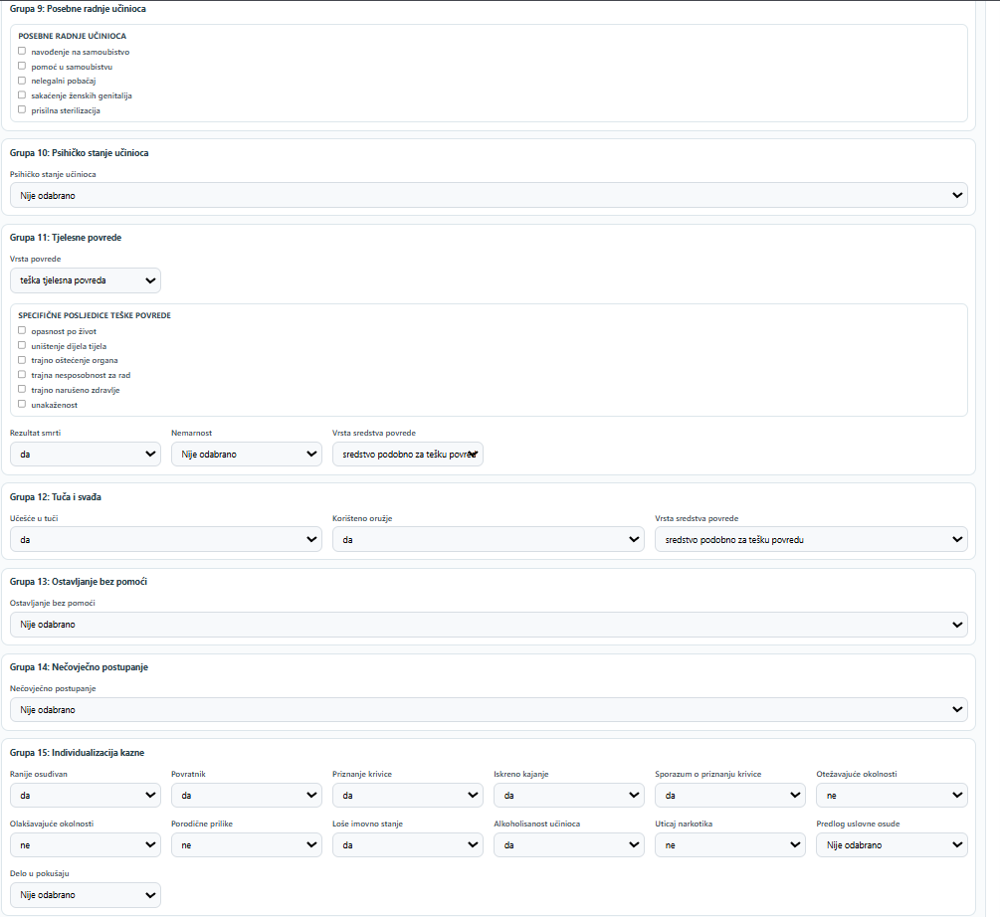 Grupa 9: Posebne radnje učinioca
POSEBNE RADNJE UČINIOCA
navođenje na samoubistvo
pomoć u samoubistvu
nelegalni pobačaj
sakaćenje ženskih genitalija
prisilna sterilizacija
Grupa 10: Psihičko stanje učinioca
Psihičko stanje učinioca
Nije odabrano
Grupa 11: Tjelesne povrede
Vrsta povrede
teška tjelesna povreda
SPECIFIČNE POSLJEDICE TEŠKE POVREDE
opasnost po život
uništenje dijela tijela
trajno oštećenje organa
trajna nesposobnost za rad
trajno narušeno zdravlje
unakaženost
Rezultat smrti Nemarnost Vrsta sredstva povrede
da Nije odabrano sredstvo podobno za tešku povred
Grupa 12: Tuča i svađa
Učešće u tuči Korišteno oružje Vrsta sredstva povrede
da da sredstvo podobno za tešku povredu
Grupa 13: Ostavljanje bez pomoći
Ostavljanje bez pomoći
Nije odabrano
Grupa 14: Nečovječno postupanje
Nečovječno postupanje
Nije odabrano
Grupa 15: Individualizacija kazne
Ranije osuđivan Povratnik Priznanje krivice Iskreno kajanje Sporazum o priznanju krivice Otežavajuće okolnosti
da da da da da ne
Olakšavajuće okolnosti Porodične prilike Loše imovno stanje Alkoholisanost učinioca Uticaj narkotika Predlog uslovne osude
ne ne da da ne Nije odabrano
Delo u pokušaju
Nije odabrano